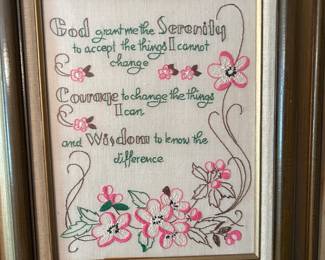 God grant me the Serenity
to accept the things I cannot
change
Courage to change the things
I can
and Wisdom to know the
difference